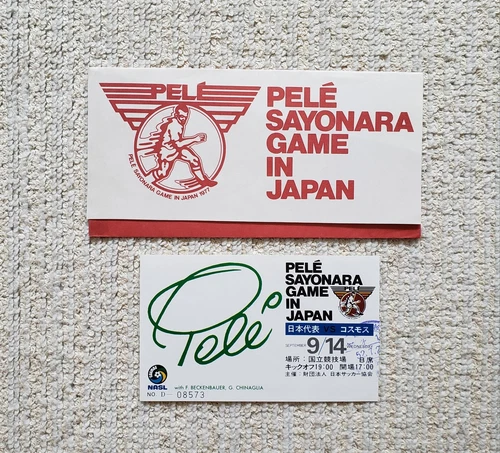 PELÉ
PELÉ SAYONARA GAME IN JAPAN 1977
PELÉ
SAYONARA
GAME
IN
JAPAN
PELÉ
SAYONARA
GAME
IN
JAPAN
PELÉ
日本代表 VS コスモス
SEPTEMBER 9/14 WEDNESDAY
場所：国立競技場 自席
キックオフ19:00 開場17:00
主催：財団法人 日本サッカー協会
Pelé
NASL
with F. BECKENBAUER, G. CHINAGLIA
NO D- 08573